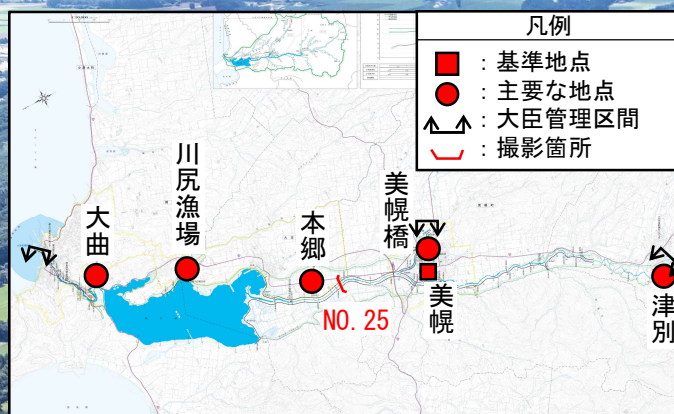 凡例
：基準地点
：主要な地点
：大臣管理区間
：撮影箇所
大曲
川尻漁場
本郷
美幌橋
美幌
津別
NO. 25